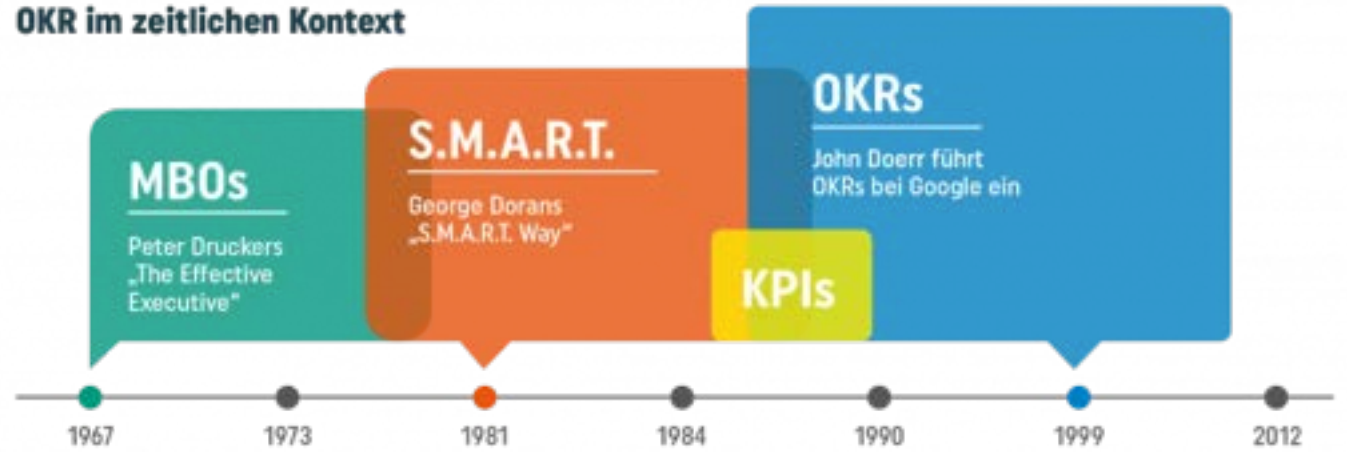 OKR im zeitlichen Kontext
MBOs
Peter Druckers
„The Effective
Executive“
S.M.A.R.T.
George Dorans
„S.M.A.R.T. Way“
KPIs
OKRs
John Doerr führt
OKRs bei Google ein
1967
1973
1981
1984
1990
1999
2012